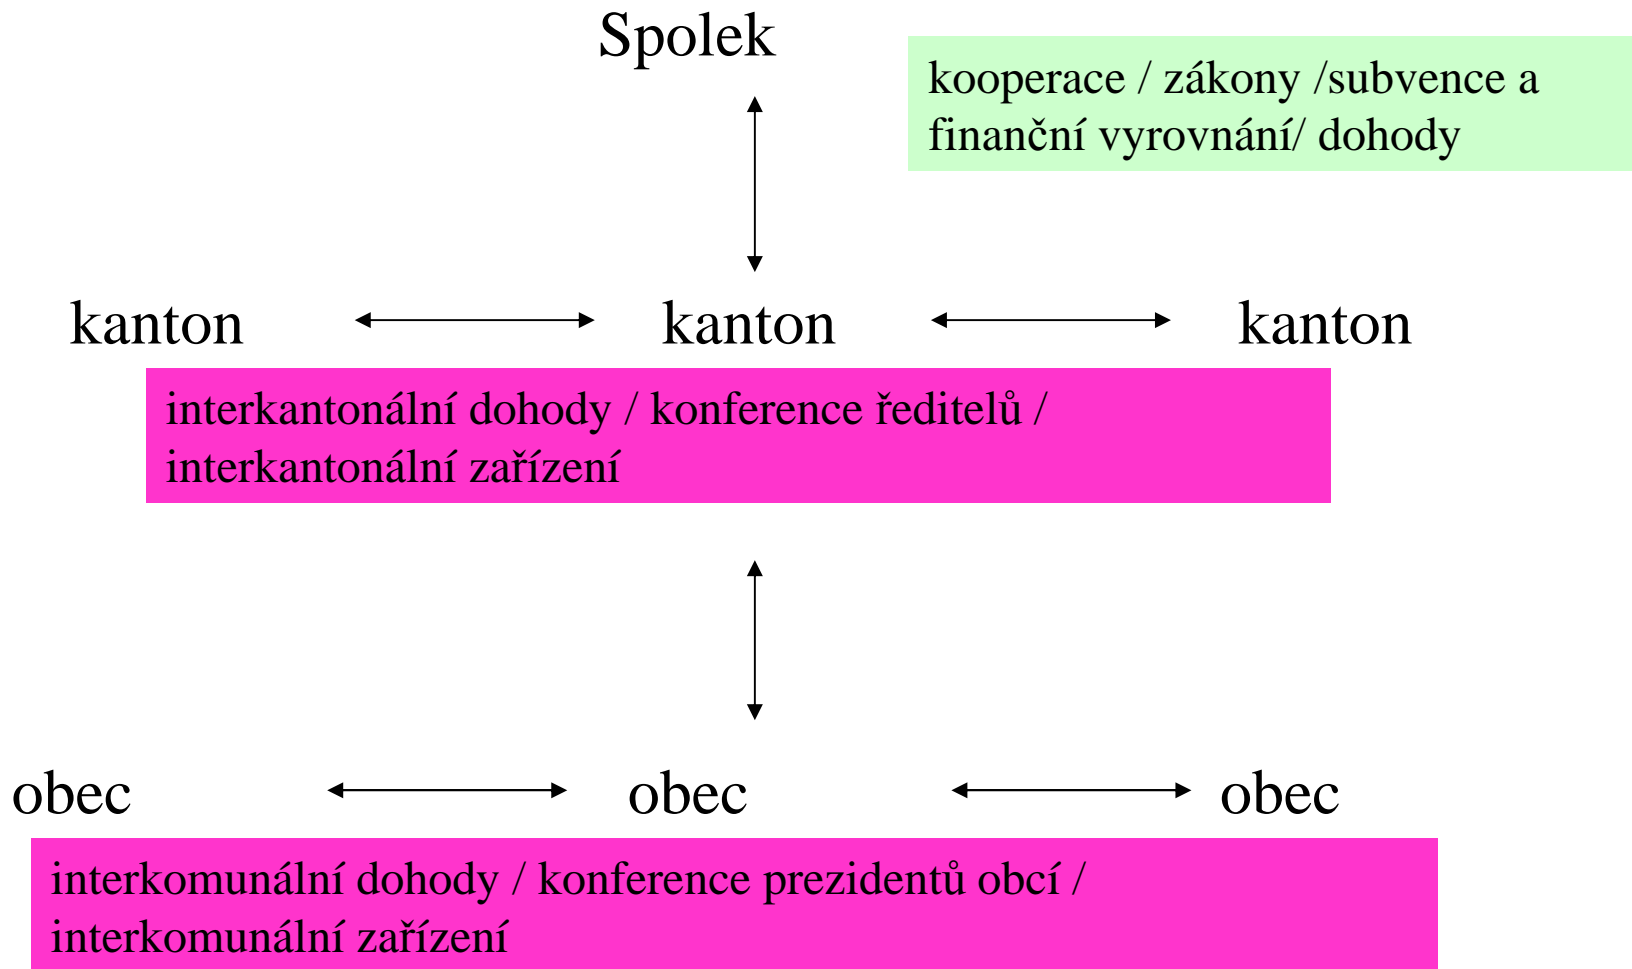 Spolek
kooperace / zákony /subvence a
finanční vyrovnání/ dohody
kanton kanton kanton
interkantonální dohody / konference ředitelů /
interkantonální zařízení
obec obec obec
interkomunální dohody / konference prezidentů obcí /
interkomunální zařízení